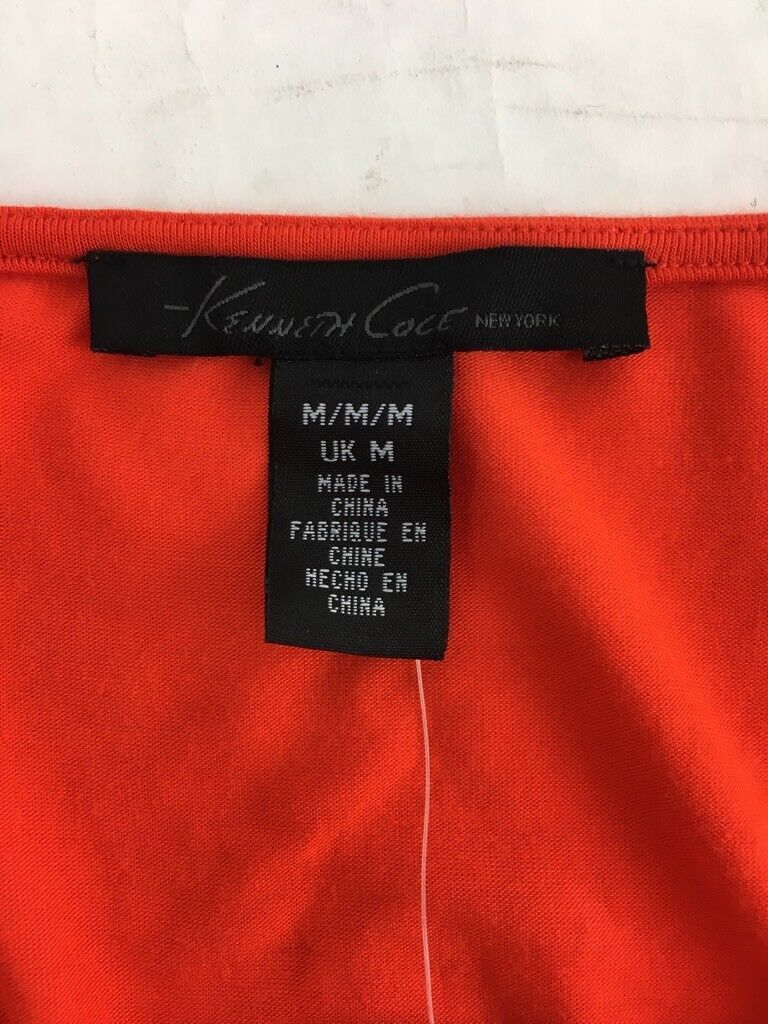 Kenneth Cole NEW YORK
M/M/M
UK M
MADE IN
CHINA
FABRIQUE EN
CHINE
HECHO EN
CHINA